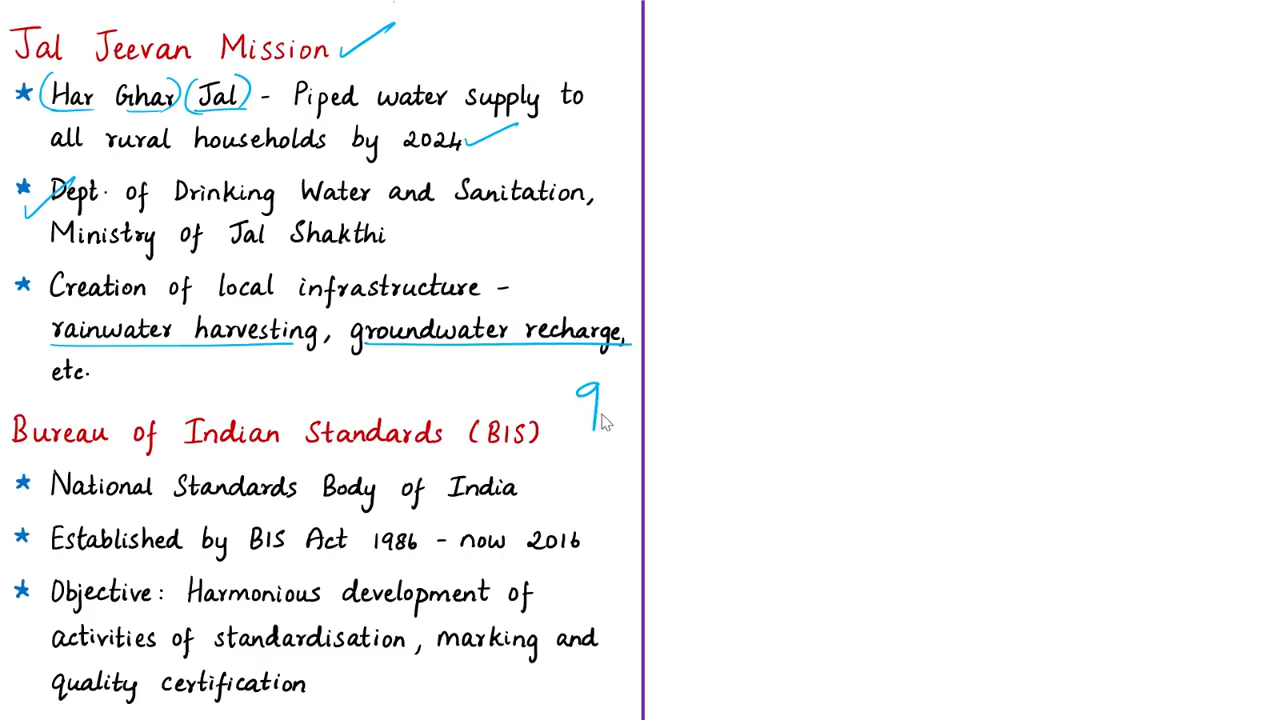 Jal Jeevan Mission
* (Har Ghar) (Jal) - Piped water supply to
all rural households by 2024
* Dept. of Drinking Water and Sanitation,
Ministry of Jal Shakthi
* Creation of local infrastructure -
rainwater harvesting, groundwater recharge,
etc.
9
Bureau of Indian Standards (BIS)
* National Standards Body of India
* Established by BIS Act 1986 - now 2016
* Objective: Harmonious development of
activities of standardisation, marking and
quality certification